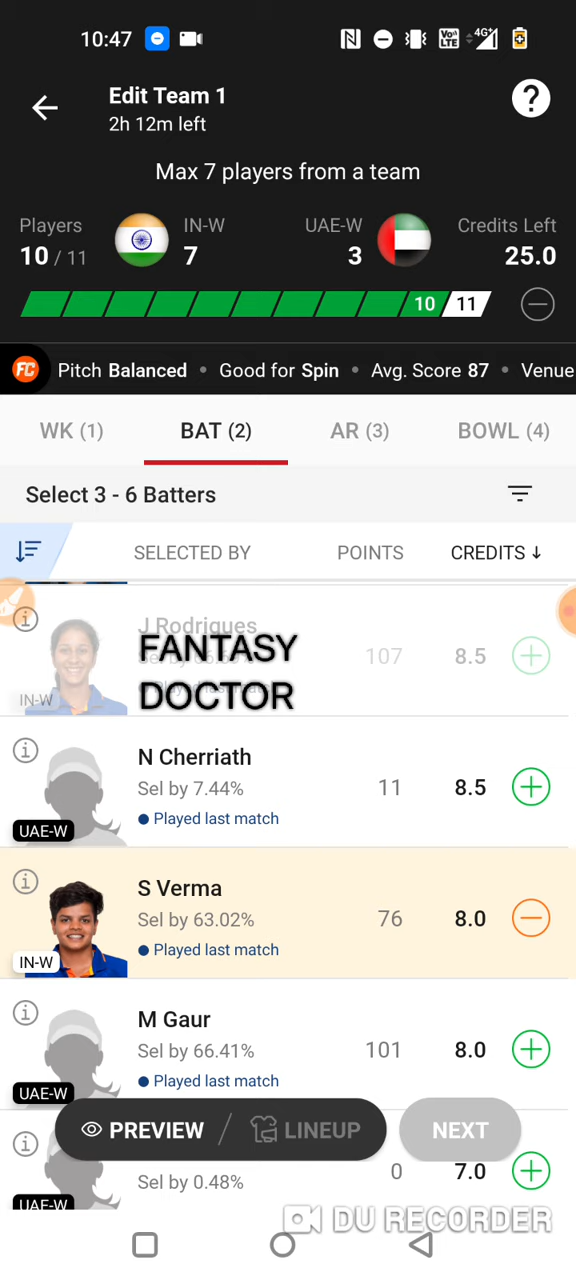 10:47
VoD LTE 4G+
Edit Team 1
2h 12m left
?
Max 7 players from a team
Players
10 / 11
IN-W
7
UAE-W
3
Credits Left
25.0
10 11
FC Pitch Balanced • Good for Spin • Avg. Score 87 • Venue
WK (1) BAT (2) AR (3) BOWL (4)
Select 3 - 6 Batters
SELECTED BY POINTS CREDITS ↓
J Rodrigues
FANTASY
DOCTOR
107 8.5
IN-W
N Cherriath
Sel by 7.44%
11 8.5
Played last match
UAE-W
S Verma
Sel by 63.02%
76 8.0
Played last match
IN-W
M Gaur
Sel by 66.41%
101 8.0
Played last match
UAE-W
PREVIEW / LINEUP NEXT
Sel by 0.48%
0 7.0
UAE-W
DU RECORDER